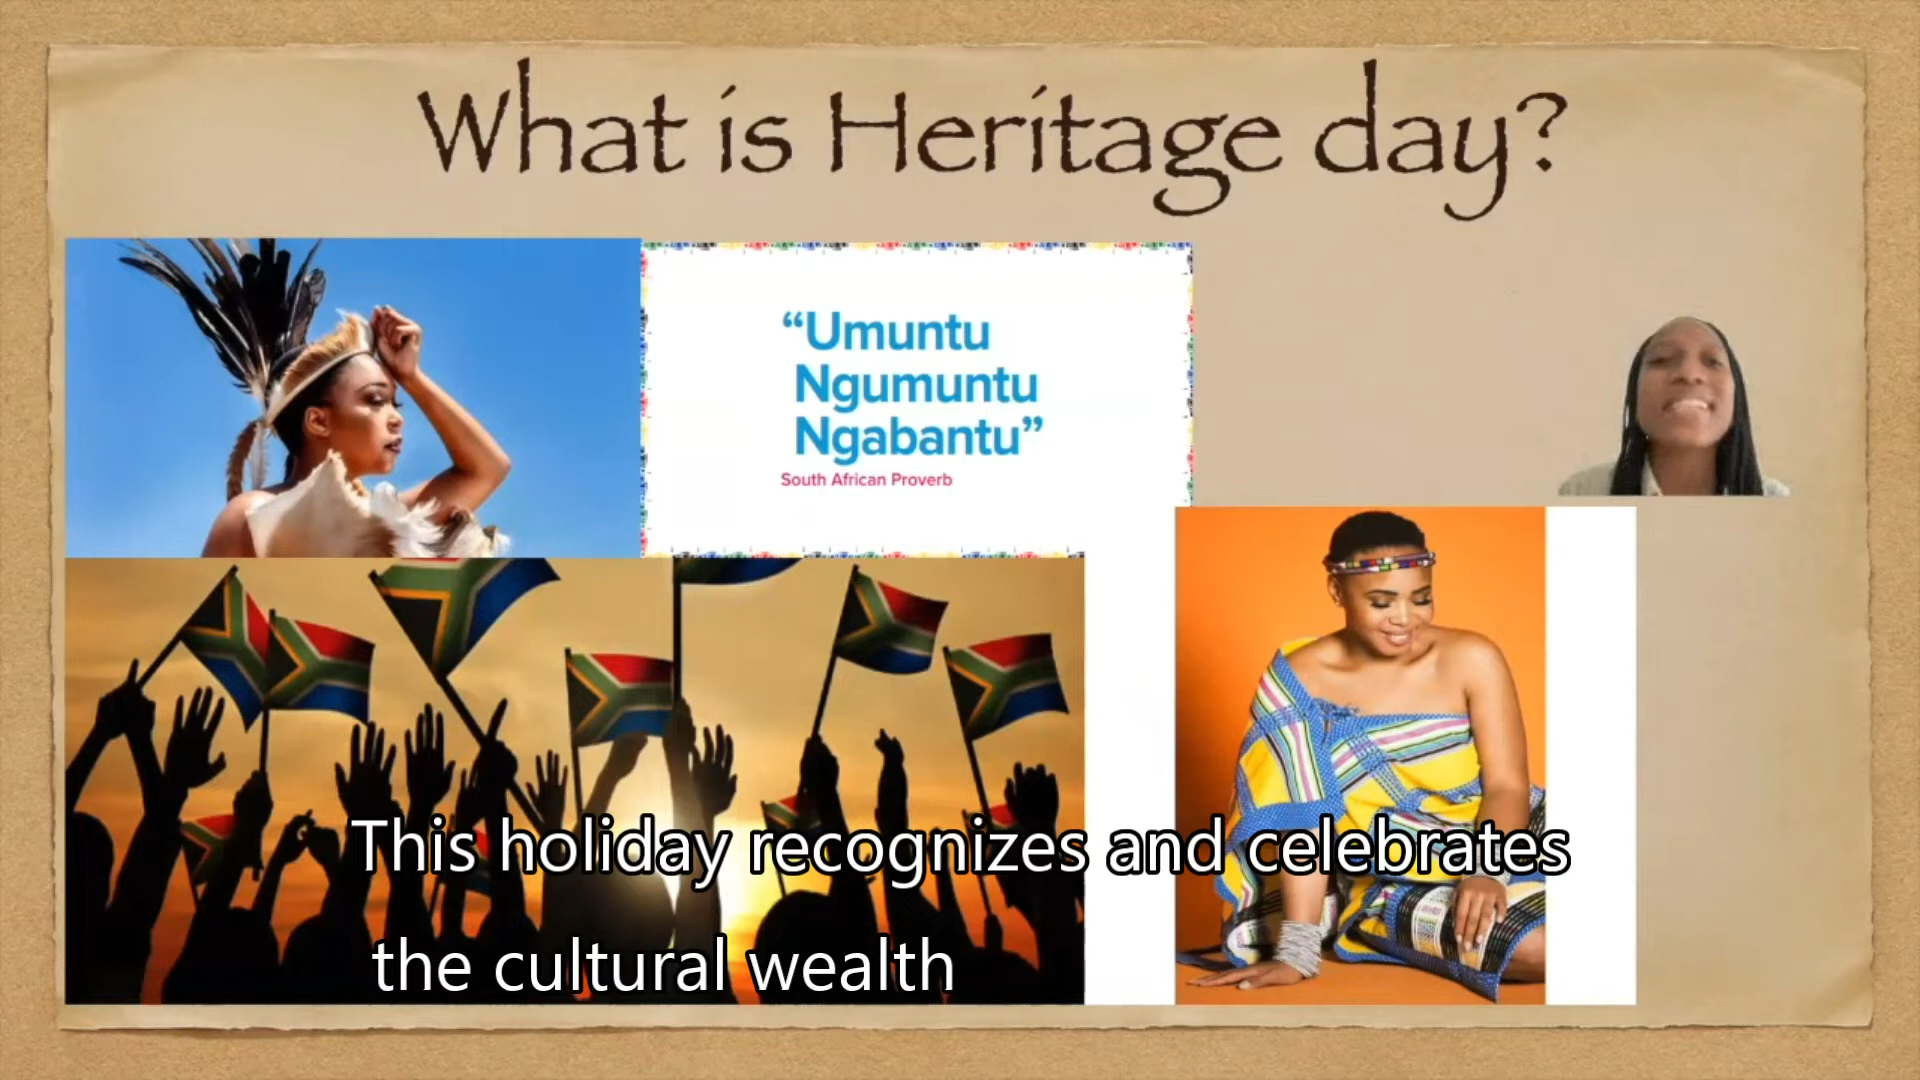 What is Heritage day?
“Umuntu
Ngumuntu
Ngabantu”
South African Proverb
This holiday recognizes and celebrates
the cultural wealth